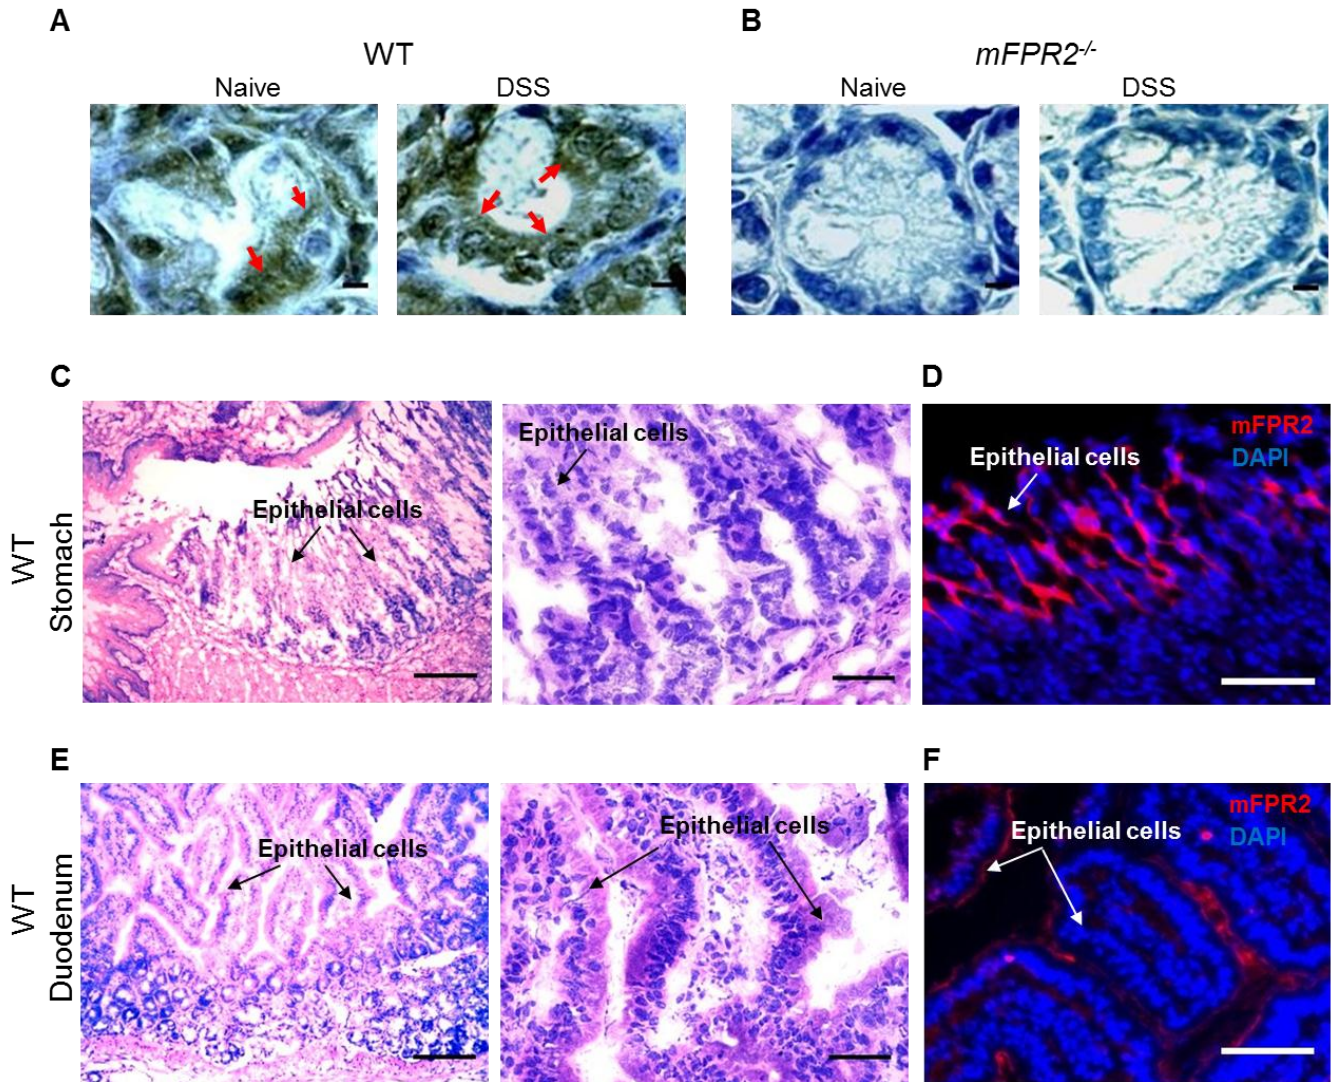 A
B
WT
mFPR2-/-
Naive
DSS
Naive
DSS
C
D
WT
Stomach
Epithelial cells
Epithelial cells
mFPR2
DAPI
Epithelial cells
E
F
WT
Duodenum
Epithelial cells
Epithelial cells
mFPR2
DAPI
Epithelial cells